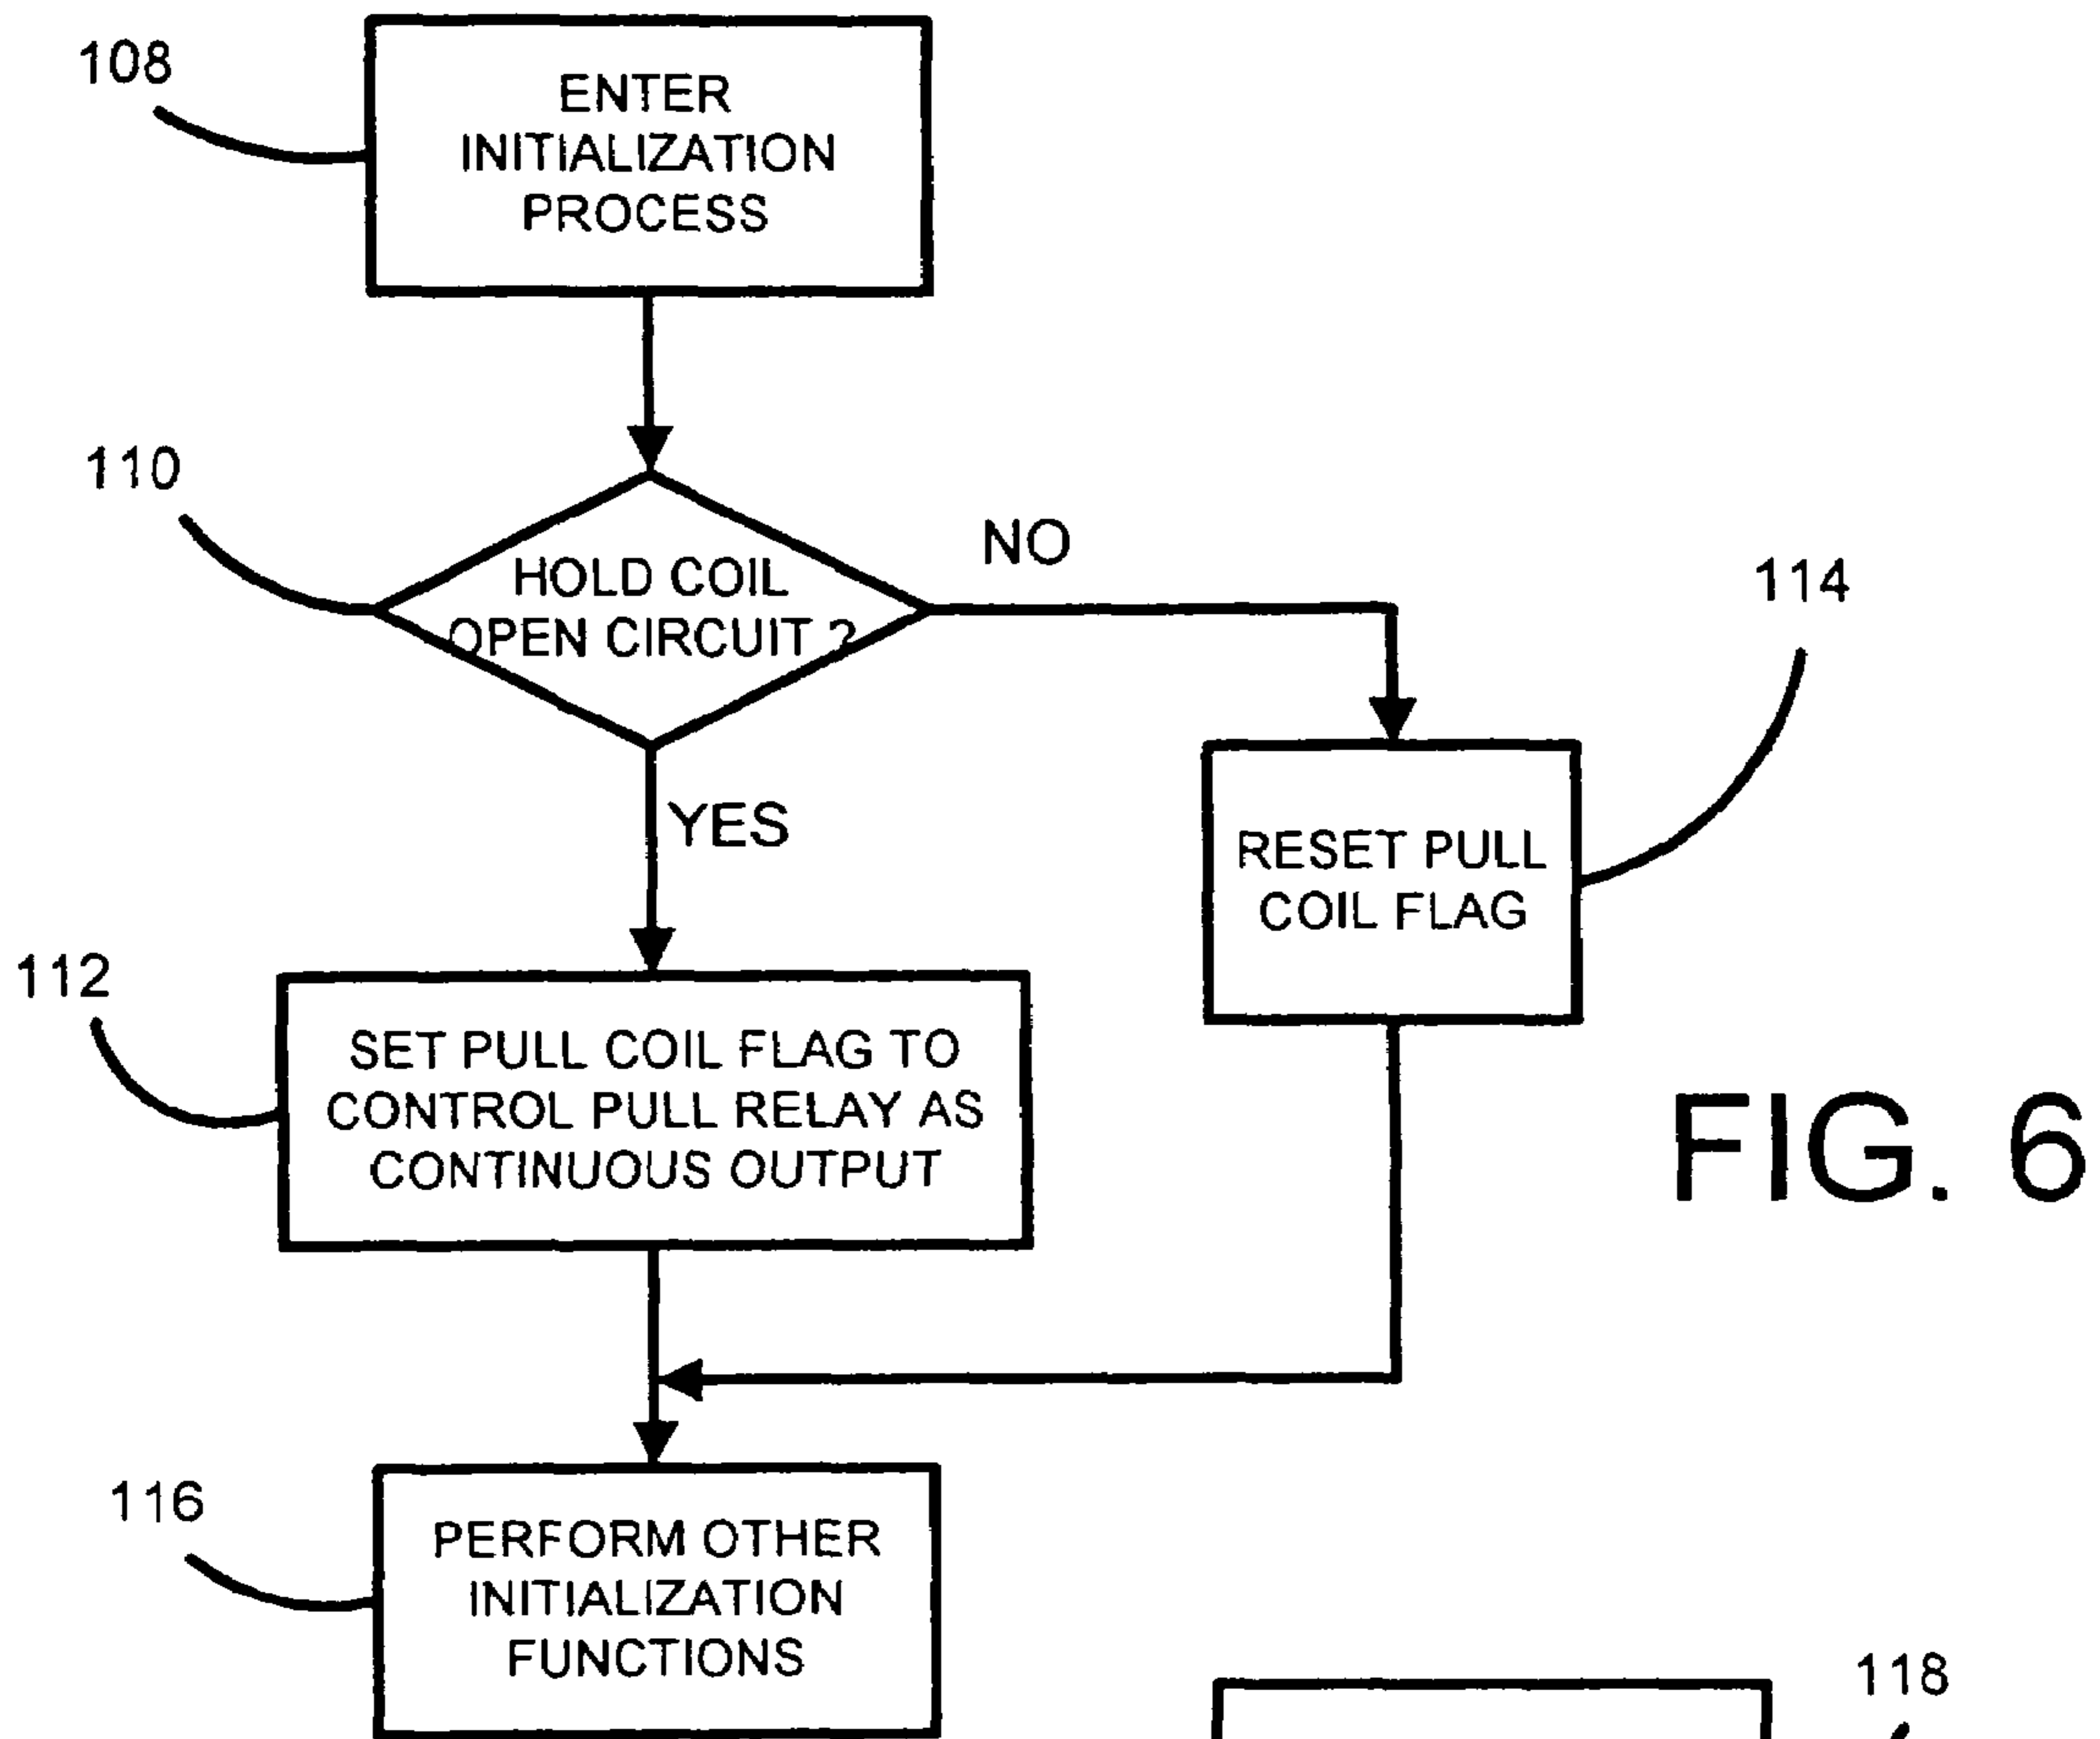 108
ENTER
INITIALIZATION
PROCESS
110
HOLD COIL
OPEN CIRCUIT ?
NO
YES
114
RESET PULL
COIL FLAG
112
SET PULL COIL FLAG TO
CONTROL PULL RELAY AS
CONTINUOUS OUTPUT
FIG. 6
116
PERFORM OTHER
INITIALIZATION
FUNCTIONS
118